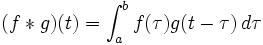 (f ∗ g)(t) = ∫_a^b f(τ)g(t − τ) dτ